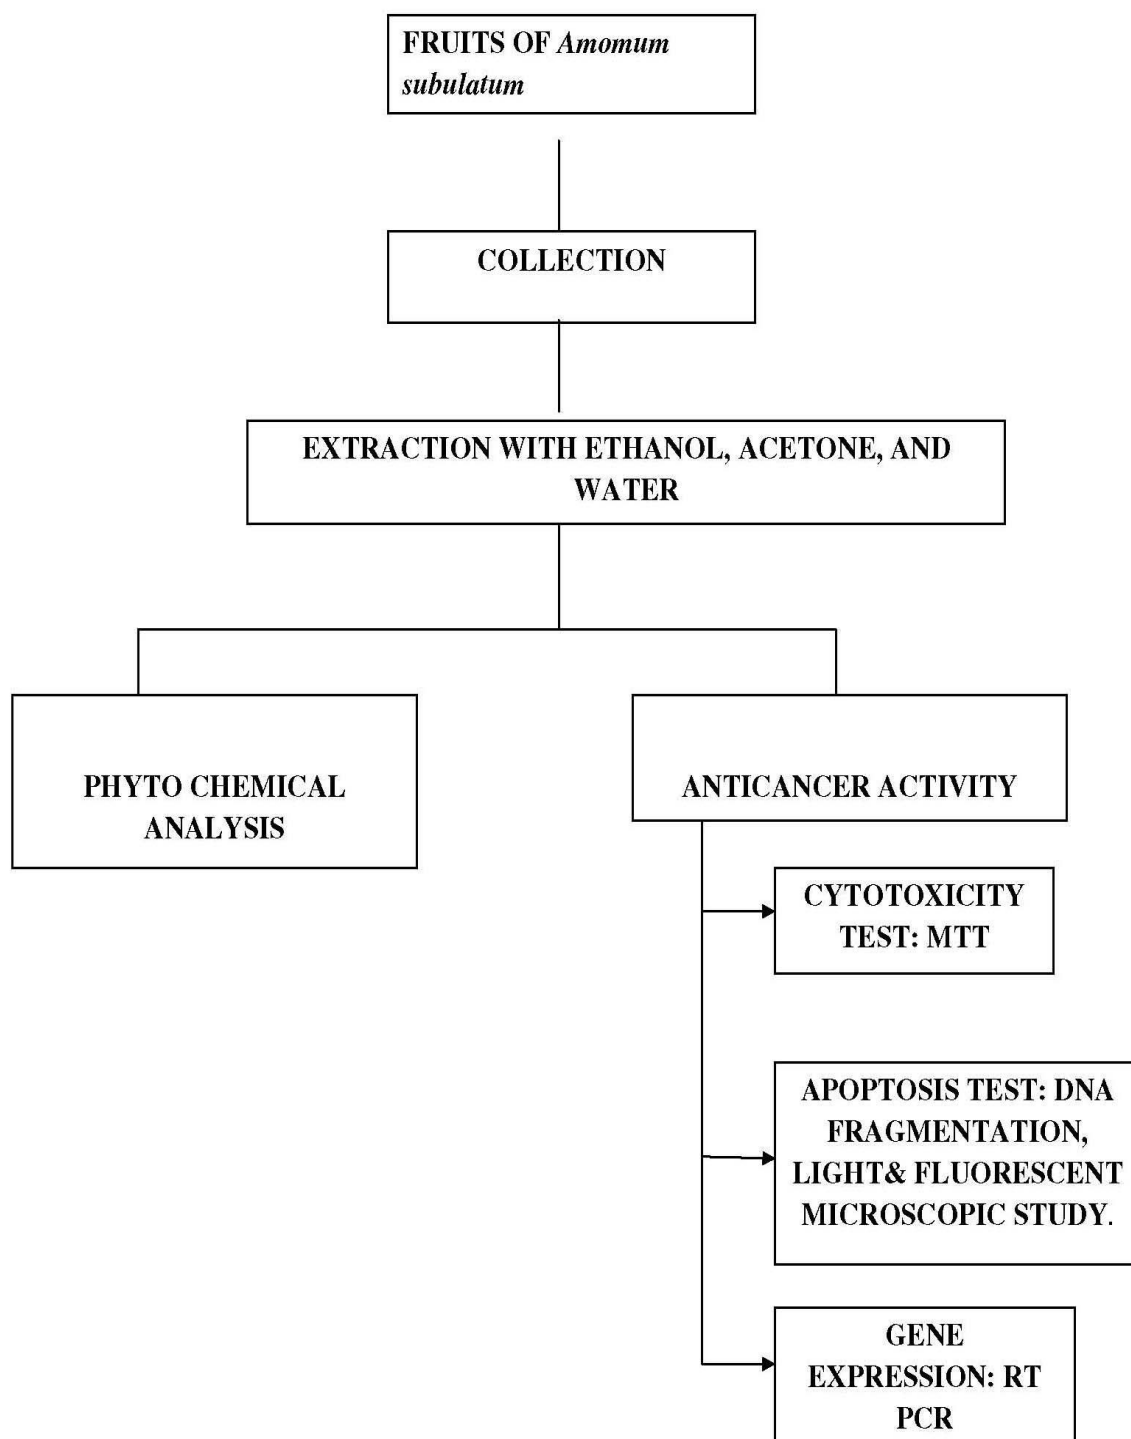 FRUITS OF Amomum
subulatum
COLLECTION
EXTRACTION WITH ETHANOL, ACETONE, AND
WATER
PHYTO CHEMICAL
ANALYSIS
ANTICANCER ACTIVITY
CYTOTOXICITY
TEST: MTT
APOPTOSIS TEST: DNA
FRAGMENTATION,
LIGHT& FLUORESCENT
MICROSCOPIC STUDY.
GENE
EXPRESSION: RT
PCR